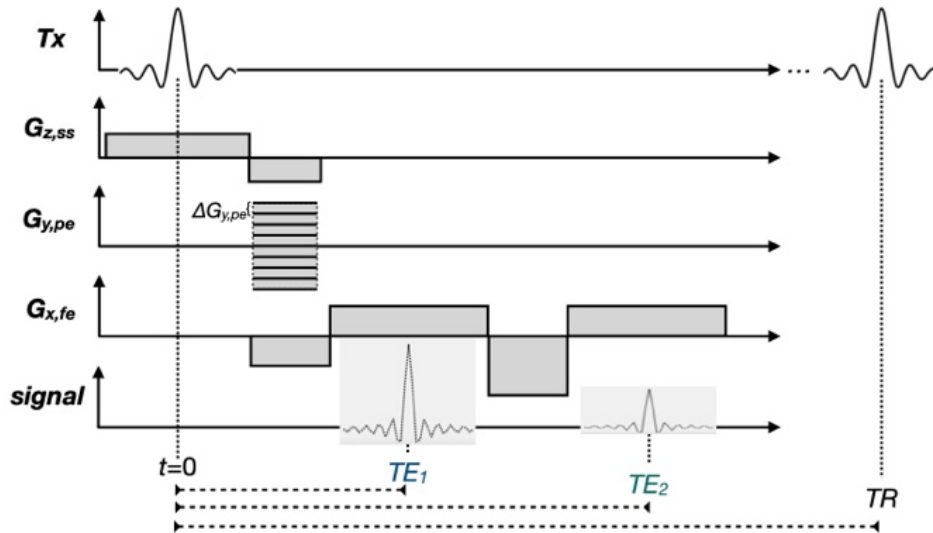 Tx
....
Gz,ss
Gy,pe
ΔGy,pe{
Gx,fe
signal
t=0
TE1
TE2
TR